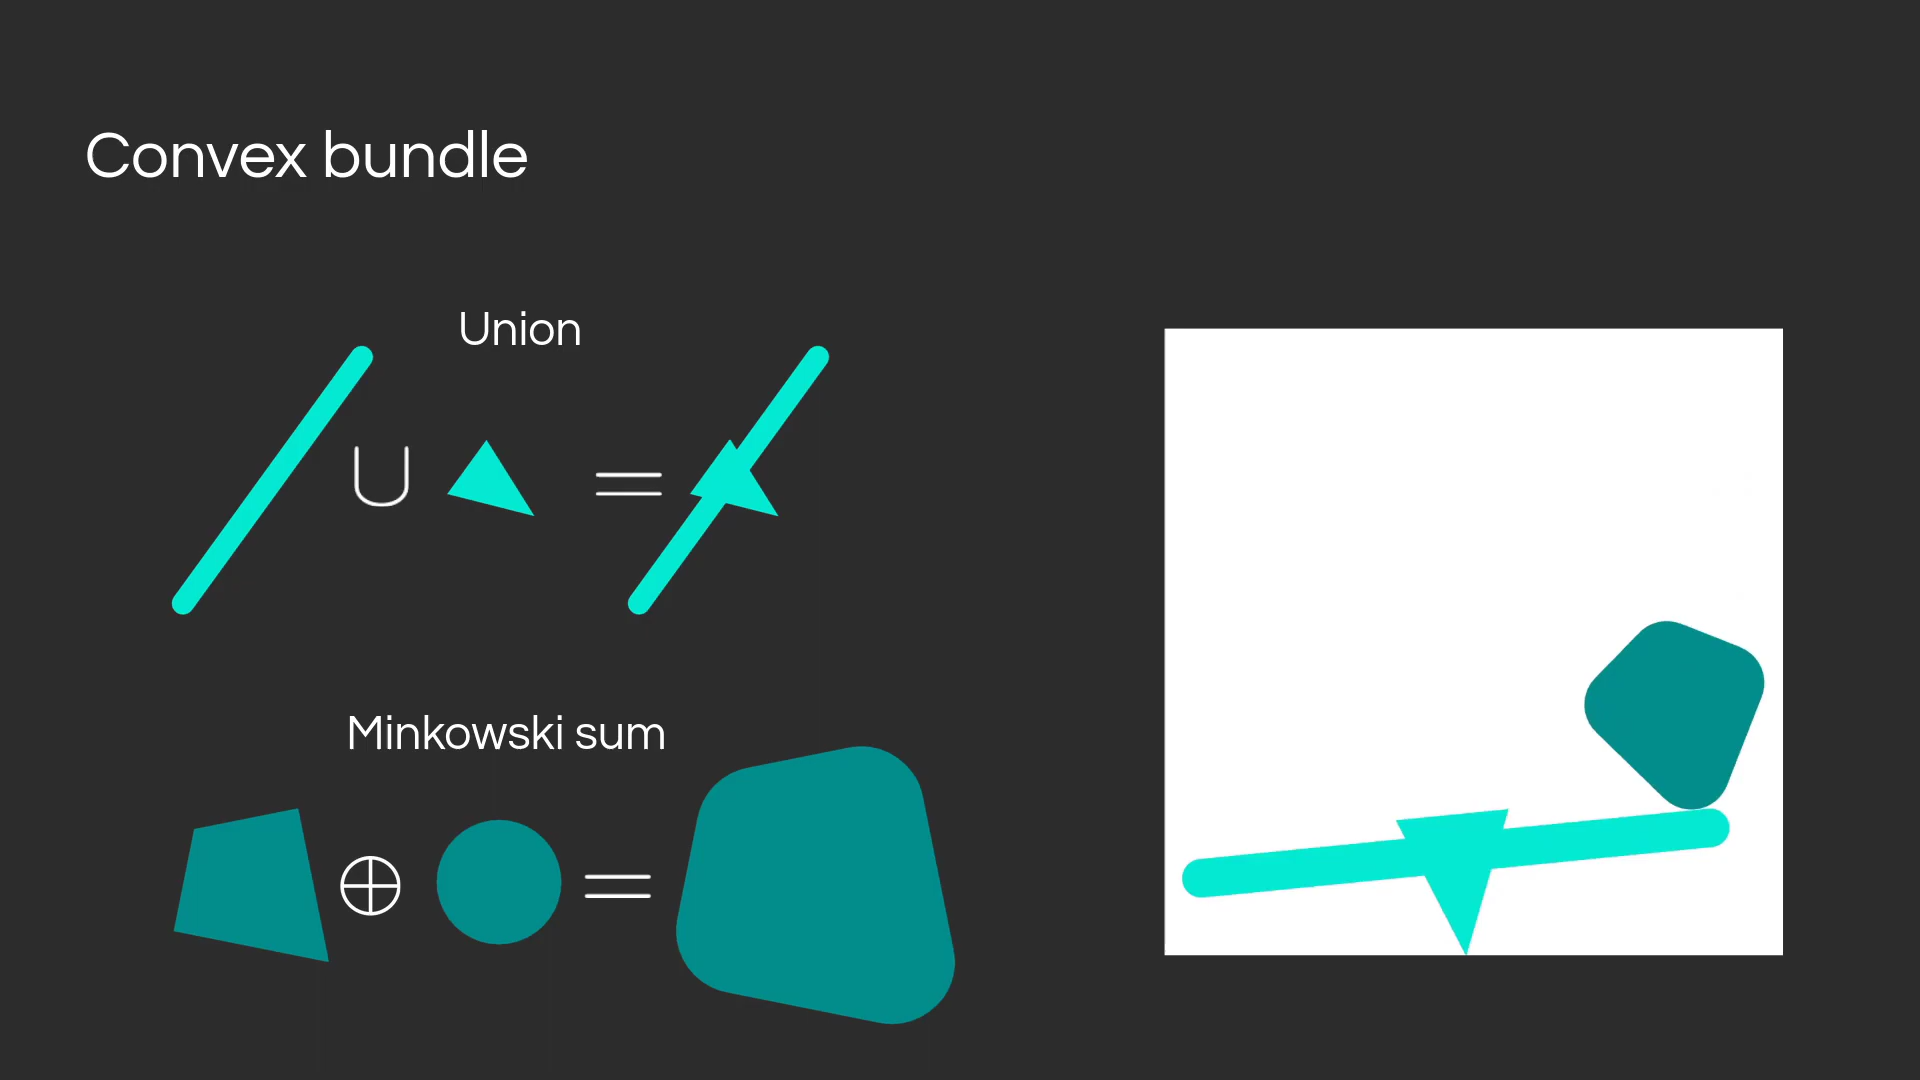 Convex bundle
Union
∪ =
Minkowski sum
⊕ =